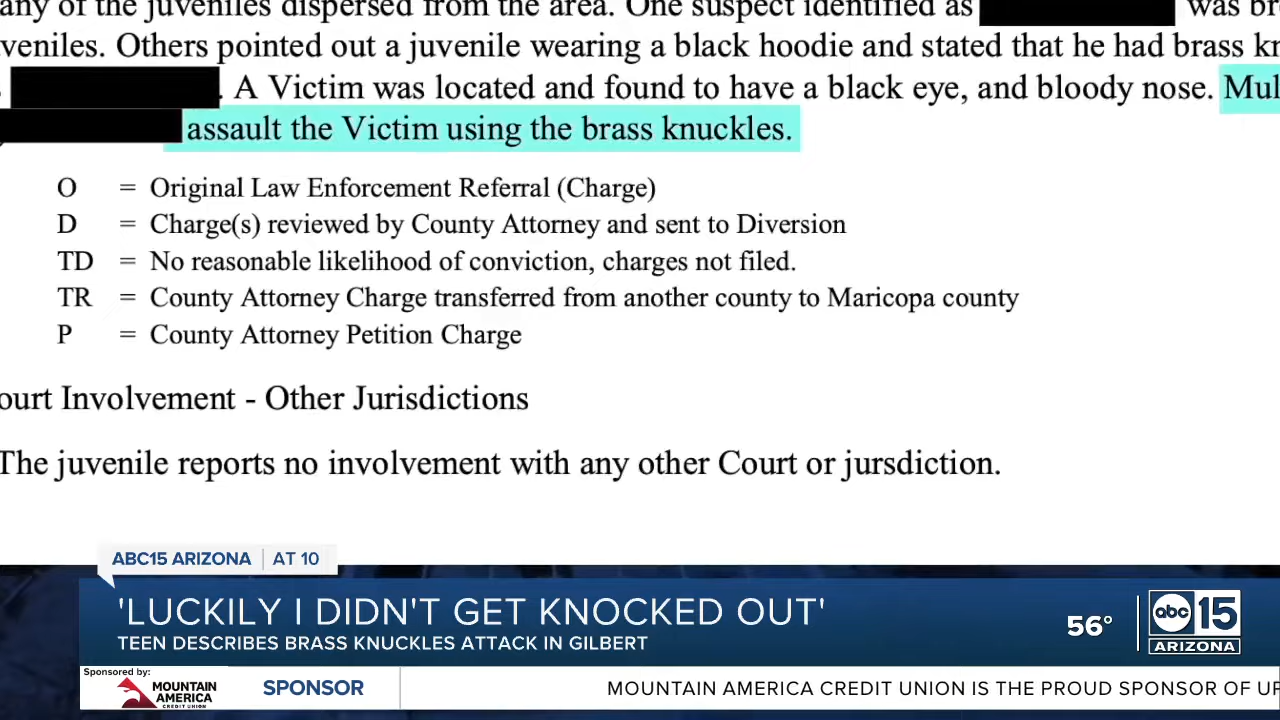 any of the juveniles dispersed from the area. One suspect identified as was
veniles. Others pointed out a juvenile wearing a black hoodie and stated that he had brass
. A Victim was located and found to have a black eye, and bloody nose.
assault the Victim using the brass knuckles.
O = Original Law Enforcement Referral (Charge)
D = Charge(s) reviewed by County Attorney and sent to Diversion
TD = No reasonable likelihood of conviction, charges not filed.
TR = County Attorney Charge transferred from another county to Maricopa county
P = County Attorney Petition Charge
ourt Involvement - Other Jurisdictions
The juvenile reports no involvement with any other Court or jursdiction.
ABC15 ARIZONA | AT 10
'LUCKILY I DIDN'T GET KNOCKED OUT'
TEEN DESCRIBES BRASS KNUCKLES ATTACK IN GILBERT
56°
abc 15
ARIZONA
Sponsored by:
MOUNTAIN
AMERICA
CREDIT UNION
SPONSOR
MOUNTAIN AMERICA CREDIT UNION IS THE PROUD SPONSOR OF